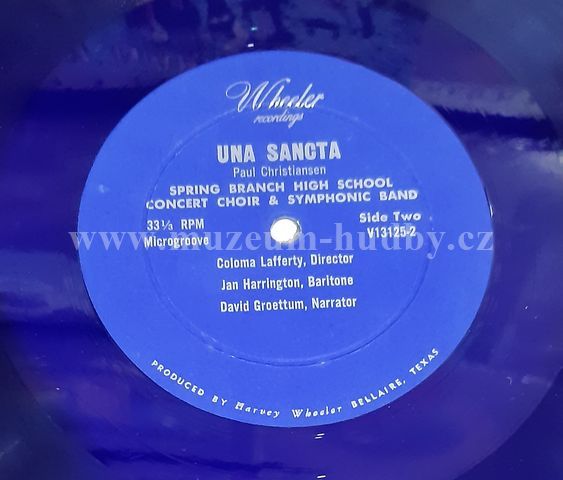 Wheeler
recordings
UNA SANCTA
Paul Christiansen
SPRING BRANCH HIGH SCHOOL
CONCERT CHOIR & SYMPHONIC BAND
33⅓ RPM Side Two
Microgroove V13125-2
www.muzeum-hudby.cz
Coloma Lafferty, Director
Jan Harrington, Baritone
David Groettum, Narrator
PRODUCED BY Harvey Wheeler BELLAIRE, TEXAS